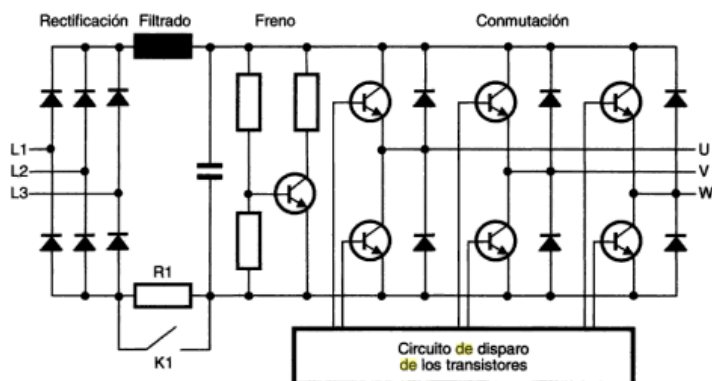 Rectificación
Filtrado
Freno
Conmutación
L1
L2
L3
U
V
W
R1
K1
Circuito de disparo
de los transistores